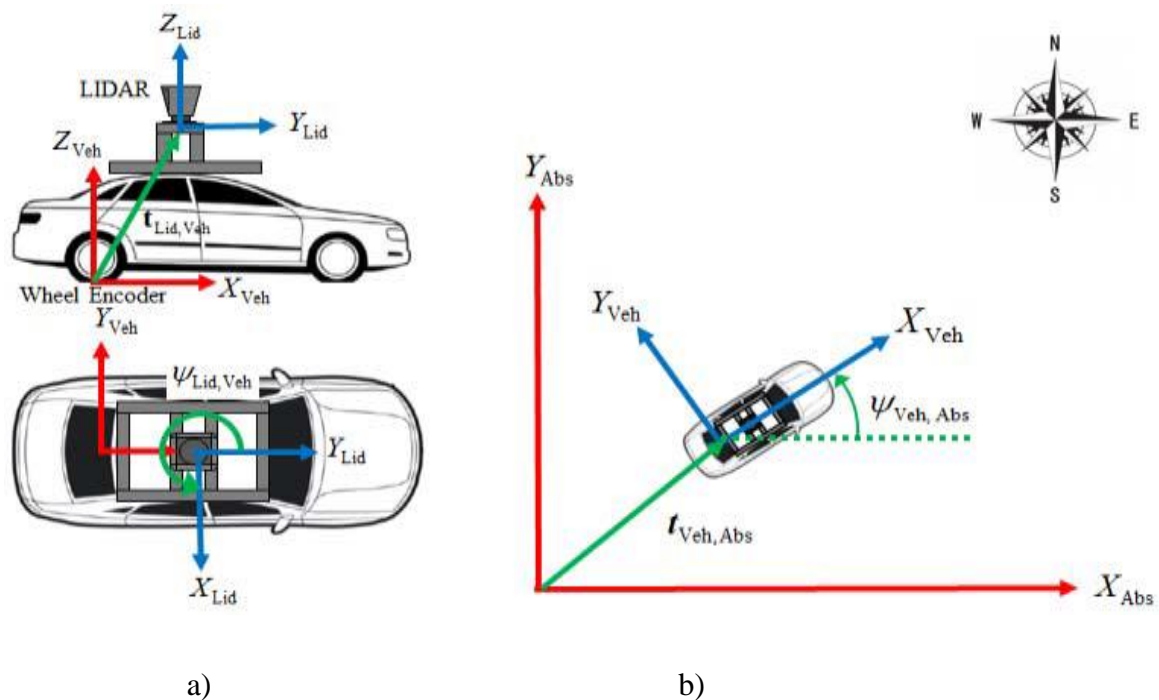 Z_Lid
LIDAR
Y_Lid
Z_Veh
t_Lid,Veh
X_Veh
Wheel Encoder
Y_Veh
ψ_Lid,Veh
Y_Lid
X_Lid
a)
N
W E
S
Y_Abs
Y_Veh
X_Veh
ψ_Veh, Abs
t_Veh, Abs
X_Abs
b)